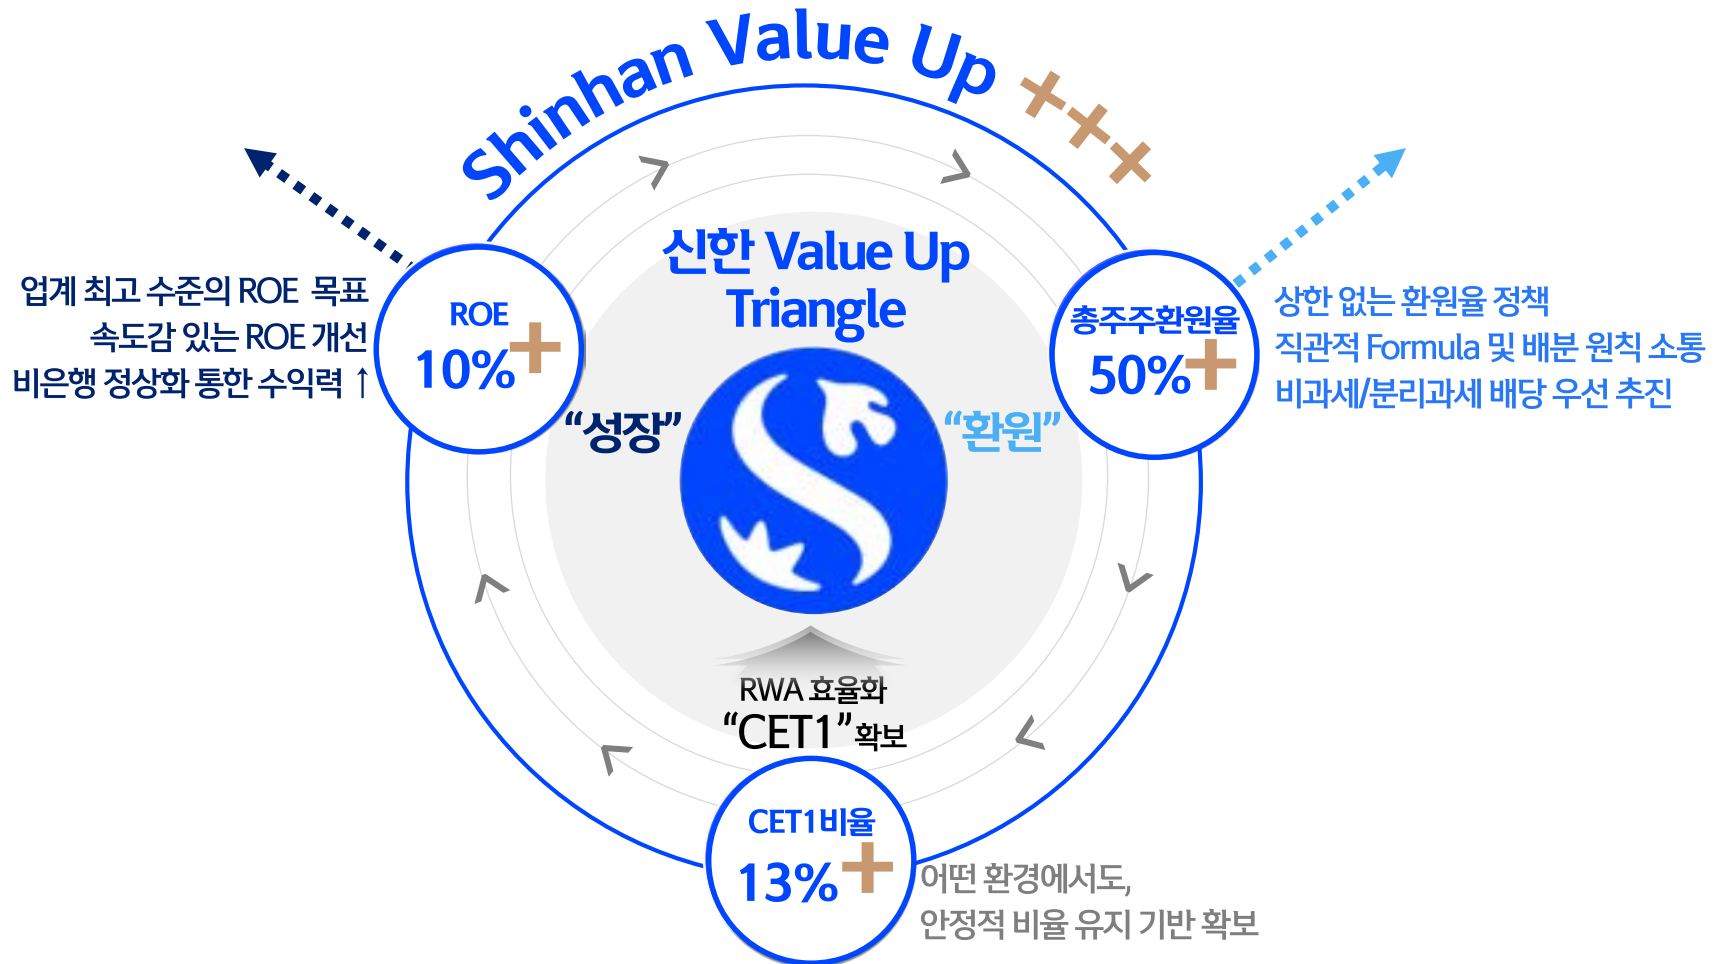 Shinhan Value Up +++
신한 Value Up
Triangle
업계 최고 수준의 ROE 목표
속도감 있는 ROE 개선
비은행 정상화 통한 수익력 ↑
ROE
10%+
“성장”
“환원”
총주주환원율
50%+
상한 없는 환원율 정책
직관적 Formula 및 배분 원칙 소통
비과세/분리과세 배당 우선 추진
RWA 효율화
“CET1” 확보
CET1비율
13%+
어떤 환경에서도,
안정적 비율 유지 기반 확보